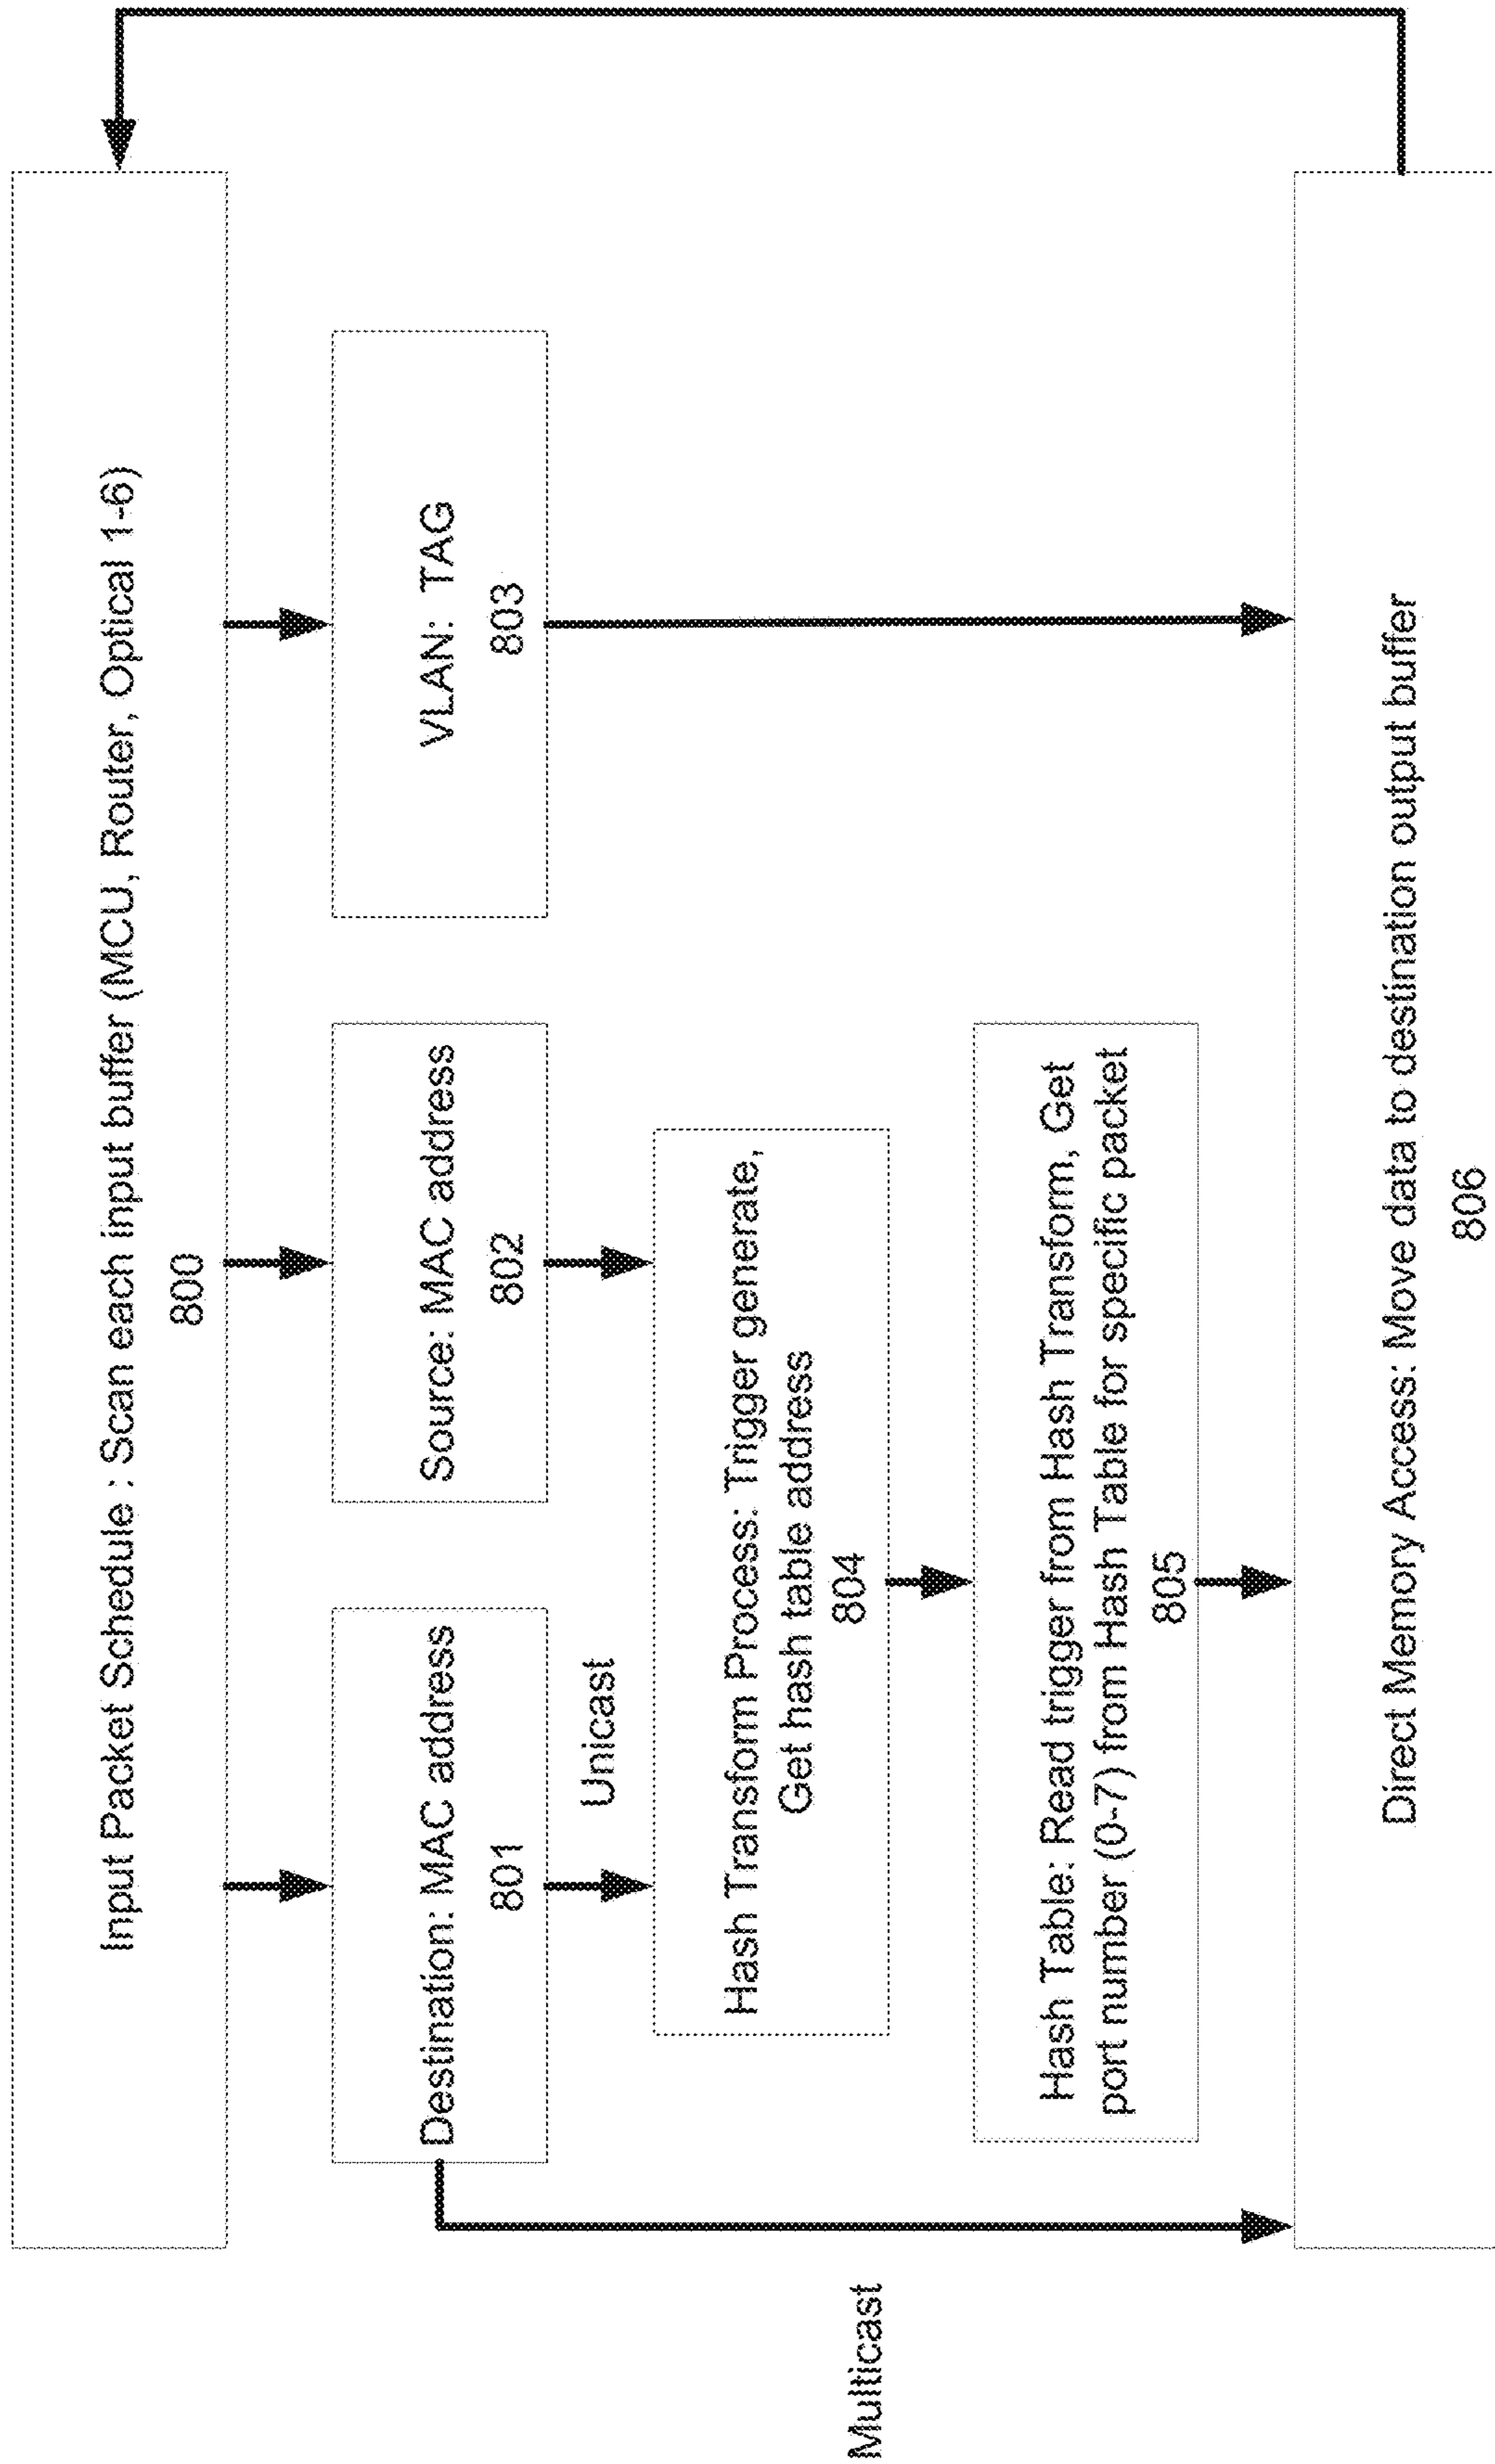 Input Packet Schedule : Scan each input buffer (MCU, Router, Optical 1-6)
800
Destination: MAC address
801
Source: MAC address
802
VLAN: TAG
803
Unicast
Hash Transform Process: Trigger generate,
Get hash table address
804
Multicast
Hash Table: Read trigger from Hash Transform, Get
port number (0-7) from Hash Table for specific packet
805
Direct Memory Access: Move data to destination output buffer
806